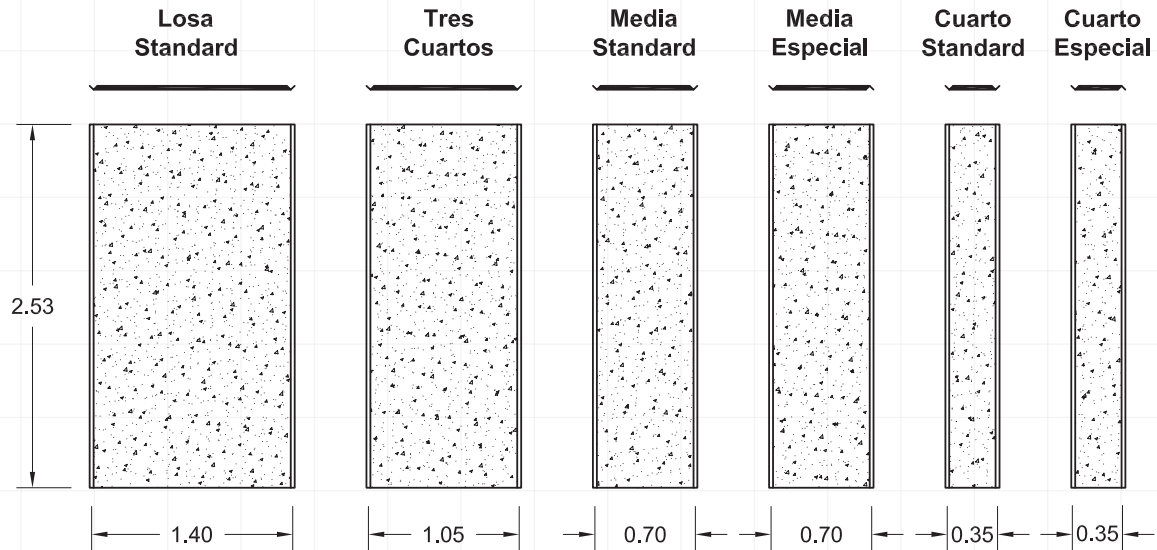 Losa
Standard
Tres
Cuartos
Media
Standard
Media
Especial
Cuarto
Standard
Cuarto
Especial
2.53
1.40
1.05
0.70
0.70
0.35
0.35